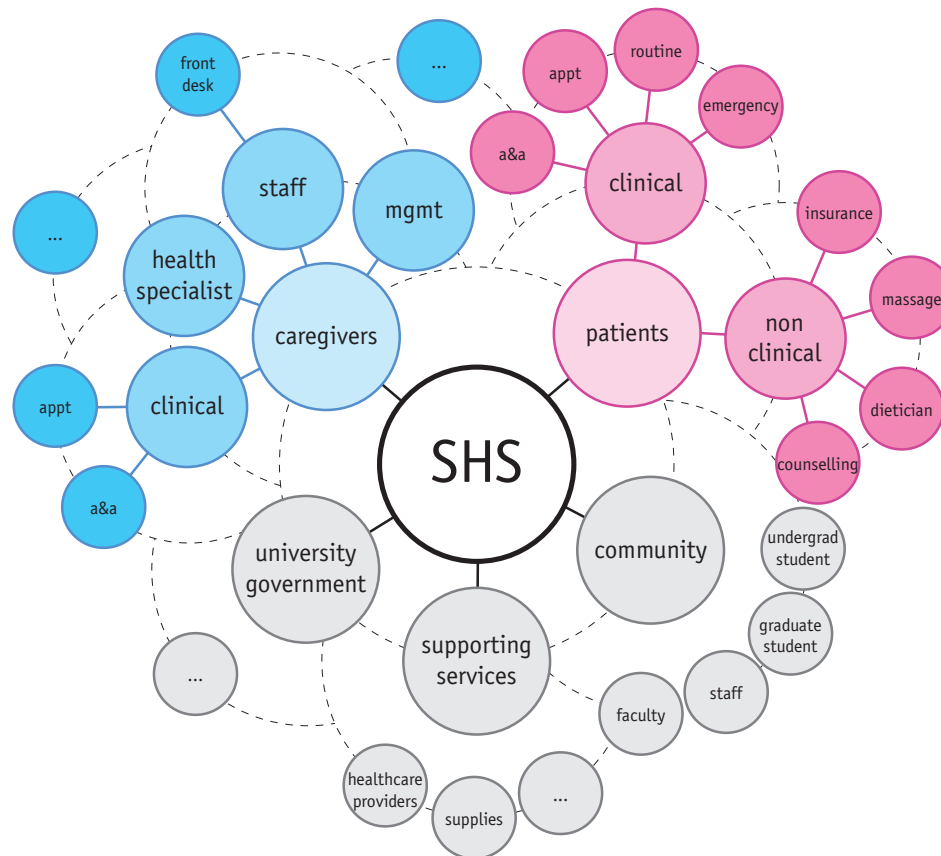 front
desk
...
appt
routine
emergency
a&a
staff
mgmt
clinical
insurance
...
health
specialist
massage
caregivers
patients
non
clinical
appt
clinical
dietician
SHS
counselling
a&a
university
government
community
undergrad
student
graduate
student
supporting
services
...
staff
faculty
healthcare
providers
supplies
...